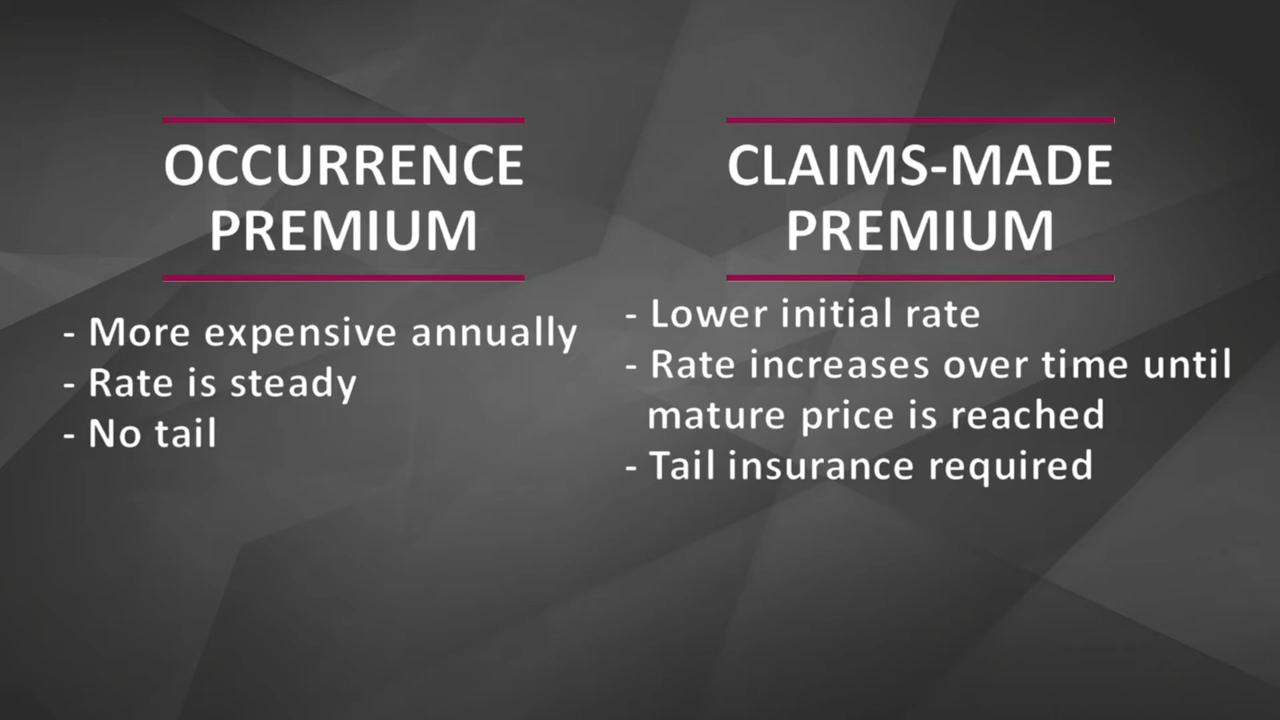 OCCURRENCE
PREMIUM
- More expensive annually
- Rate is steady
- No tail
CLAIMS-MADE
PREMIUM
- Lower initial rate
- Rate increases over time until
mature price is reached
- Tail insurance required